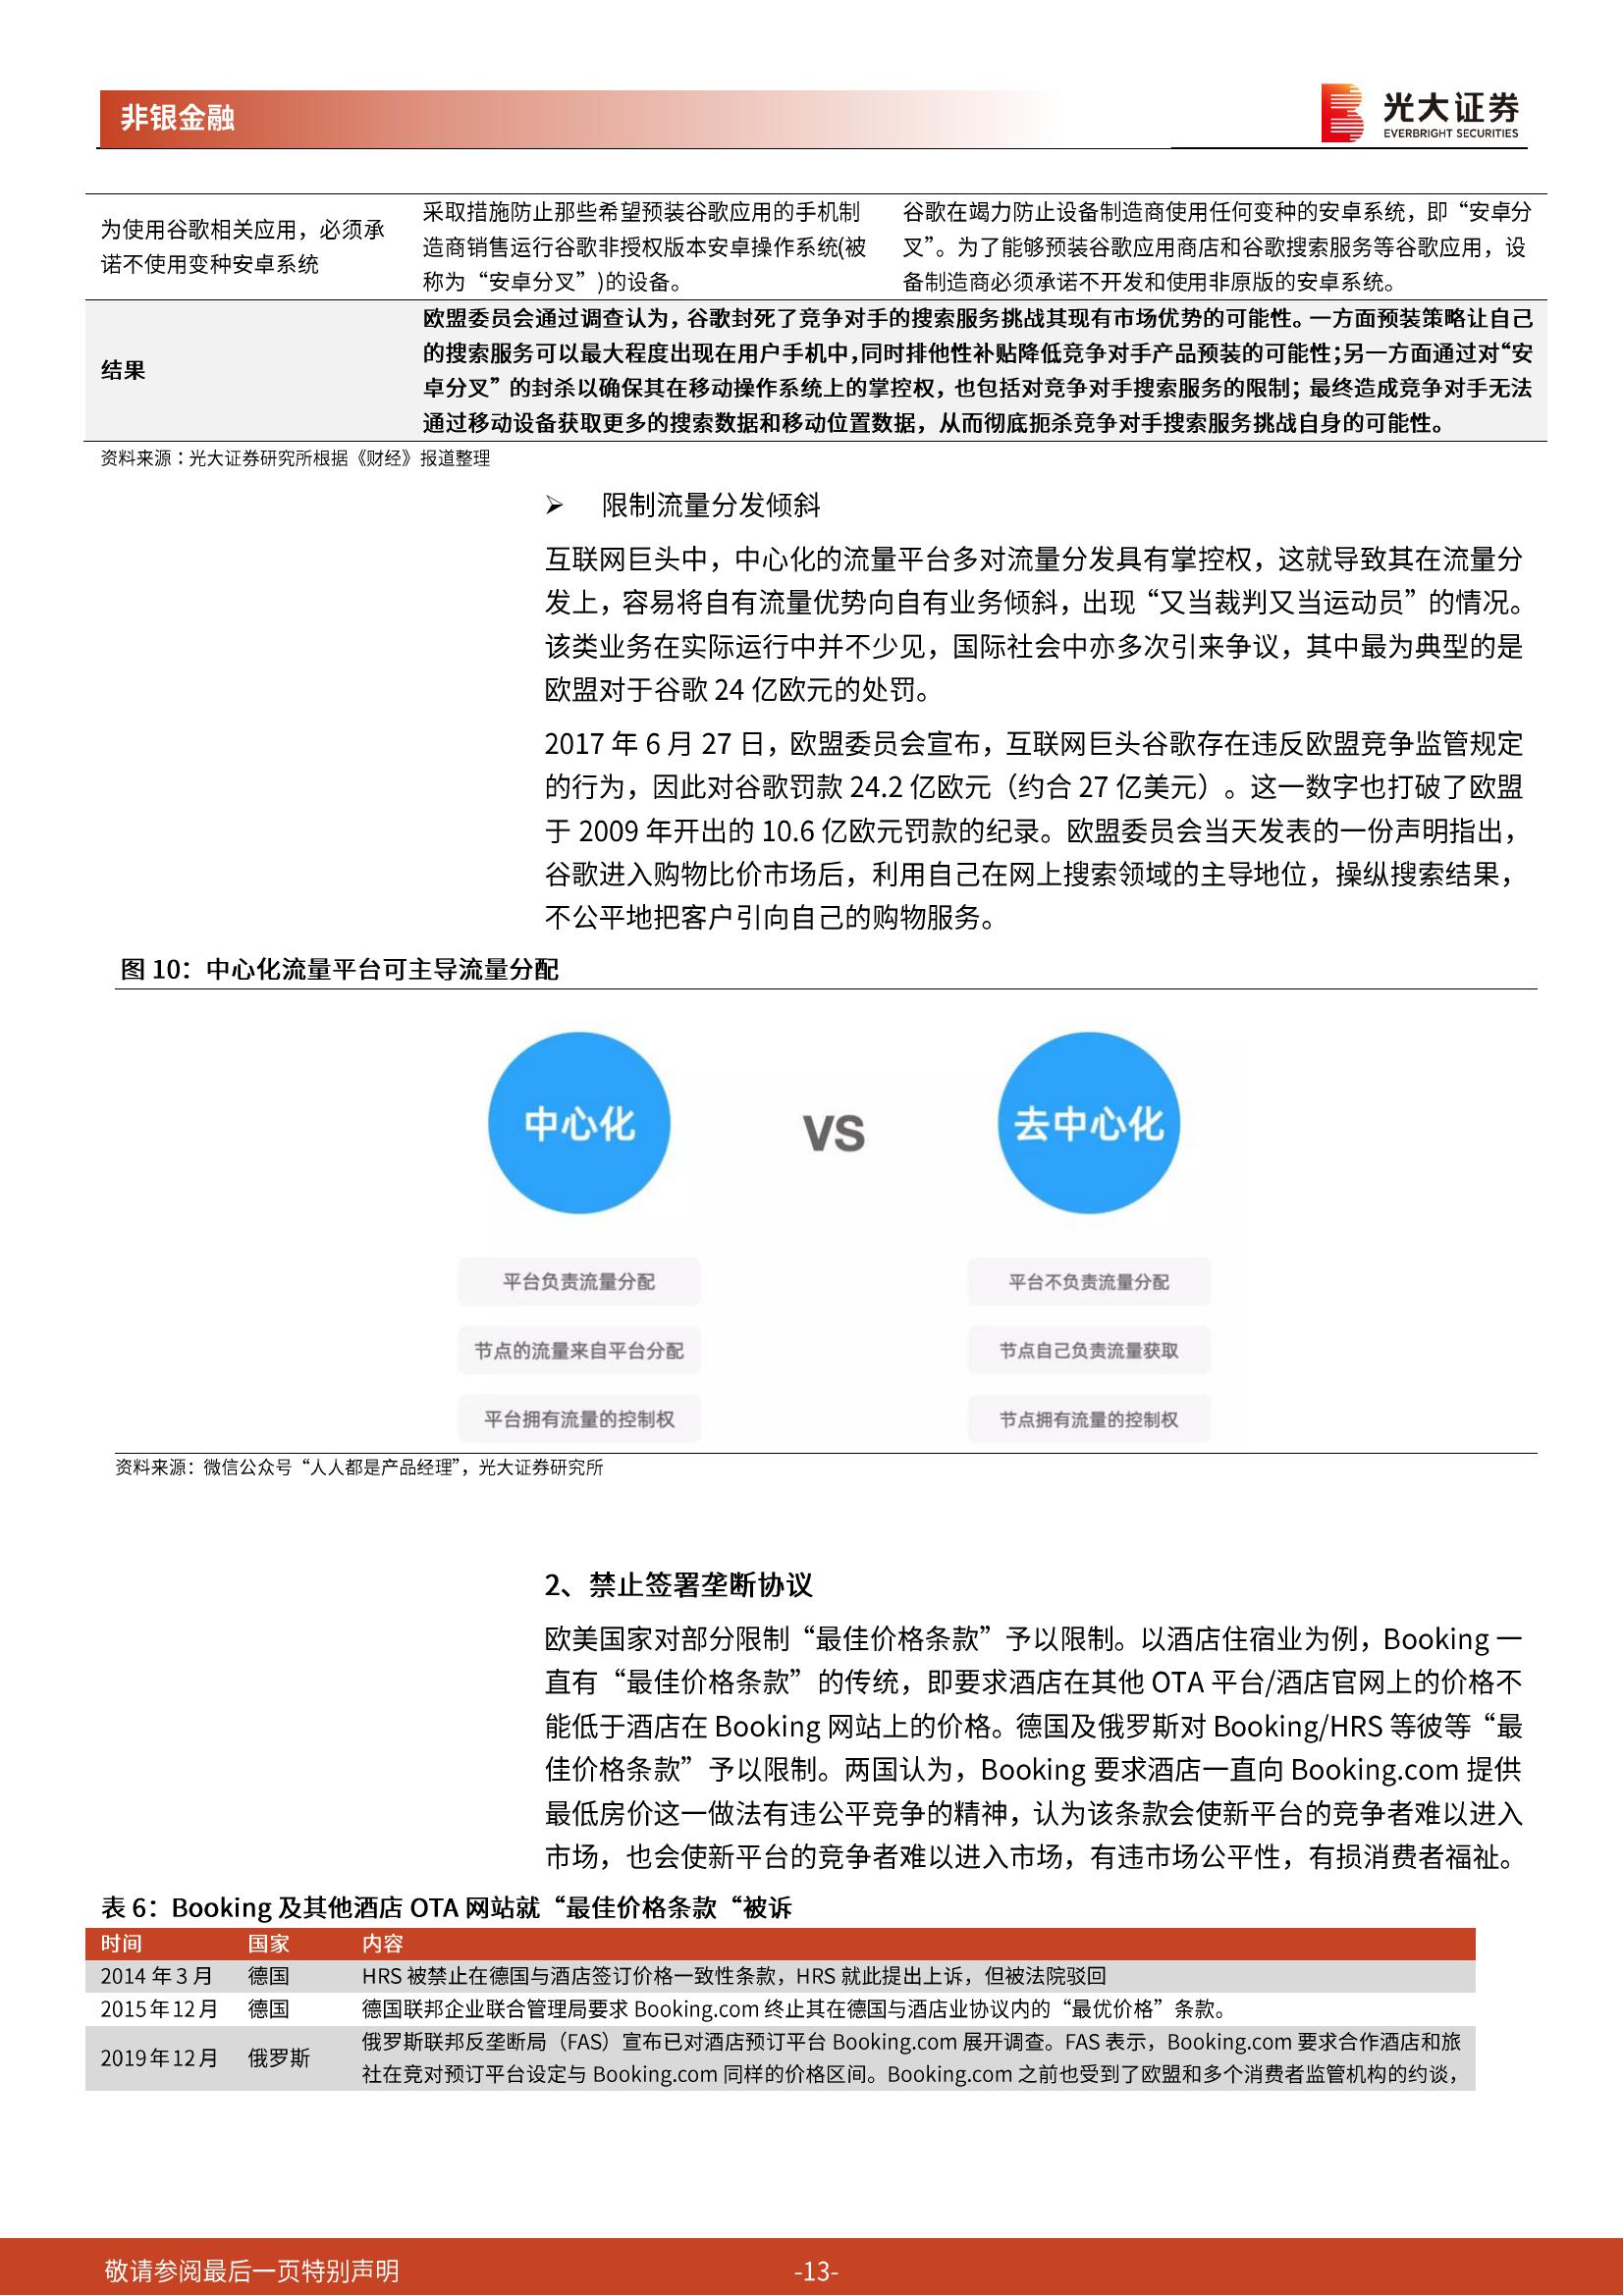 非银金融
光大证券
EVERBRIGHT SECURITIES
为使用谷歌相关应用，必须承
诺不使用变种安卓系统
采取措施防止那些希望预装谷歌应用的手机制
造商销售运行谷歌非授权版本安卓操作系统(被
称为“安卓分叉”)的设备。
谷歌在竭力防止设备制造商使用任何变种的安卓系统，即“安卓分
叉”。为了能够预装谷歌应用商店和谷歌搜索服务等谷歌应用，设
备制造商必须承诺不开发和使用非原版的安卓系统。
结果
欧盟委员会通过调查认为，谷歌封死了竞争对手的搜索服务挑战其现有市场优势的可能性。一方面预装策略让自己
的搜索服务可以最大程度出现在用户手机中，同时排他性补贴降低竞争对手产品预装的可能性；另一方面通过对“安
卓分叉”的封杀以确保其在移动操作系统上的掌控权，也包括对竞争对手搜索服务的限制；最终造成竞争对手无法
通过移动设备获取更多的搜索数据和移动位置数据，从而彻底扼杀竞争对手搜索服务挑战自身的可能性。
资料来源：光大证券研究所根据《财经》报道整理
➢ 限制流量分发倾斜
互联网巨头中，中心化的流量平台多对流量分发具有掌控权，这就导致其在流量分
发上，容易将自有流量优势向自有业务倾斜，出现“又当裁判又当运动员”的情况。
该类业务在实际运行中并不少见，国际社会中亦多次引来争议，其中最为典型的是
欧盟对于谷歌 24 亿欧元的处罚。
2017 年 6 月 27 日，欧盟委员会宣布，互联网巨头谷歌存在违反欧盟竞争监管规定
的行为，因此对谷歌罚款 24.2 亿欧元（约合 27 亿美元）。这一数字也打破了欧盟
于 2009 年开出的 10.6 亿欧元罚款的纪录。欧盟委员会当天发表的一份声明指出，
谷歌进入购物比价市场后，利用自己在网上搜索领域的主导地位，操纵搜索结果，
不公平地把客户引向自己的购物服务。
图 10：中心化流量平台可主导流量分配
中心化
VS
去中心化
平台负责流量分配
平台不负责流量分配
节点的流量来自平台分配
节点自己负责流量获取
平台拥有流量的控制权
节点拥有流量的控制权
资料来源：微信公众号“人人都是产品经理”，光大证券研究所
2、禁止签署垄断协议
欧美国家对部分限制“最佳价格条款”予以限制。以酒店住宿业为例，Booking 一
直有“最佳价格条款”的传统，即要求酒店在其他 OTA 平台/酒店官网上的价格不
能低于酒店在 Booking 网站上的价格。德国及俄罗斯对 Booking/HRS 等彼等“最
佳价格条款”予以限制。两国认为，Booking 要求酒店一直向 Booking.com 提供
最低房价这一做法有违公平竞争的精神，认为该条款会使新平台的竞争者难以进入
市场，也会使新平台的竞争者难以进入市场，有违市场公平性，有损消费者福祉。
表 6：Booking 及其他酒店 OTA 网站就“最佳价格条款“被诉
时间 国家 内容
2014 年 3 月 德国 HRS 被禁止在德国与酒店签订价格一致性条款，HRS 就此提出上诉，但被法院驳回
2015 年 12 月 德国 德国联邦企业联合管理局要求 Booking.com 终止其在德国与酒店业协议内的“最优价格”条款。
2019 年 12 月 俄罗斯 俄罗斯联邦反垄断局（FAS）宣布已对酒店预订平台 Booking.com 展开调查。FAS 表示，Booking.com 要求合作酒店和旅
社在竞对预订平台设定与 Booking.com 同样的价格区间。Booking.com 之前也受到了欧盟和多个消费者监管机构的约谈，
敬请参阅最后一页特别声明
-13-